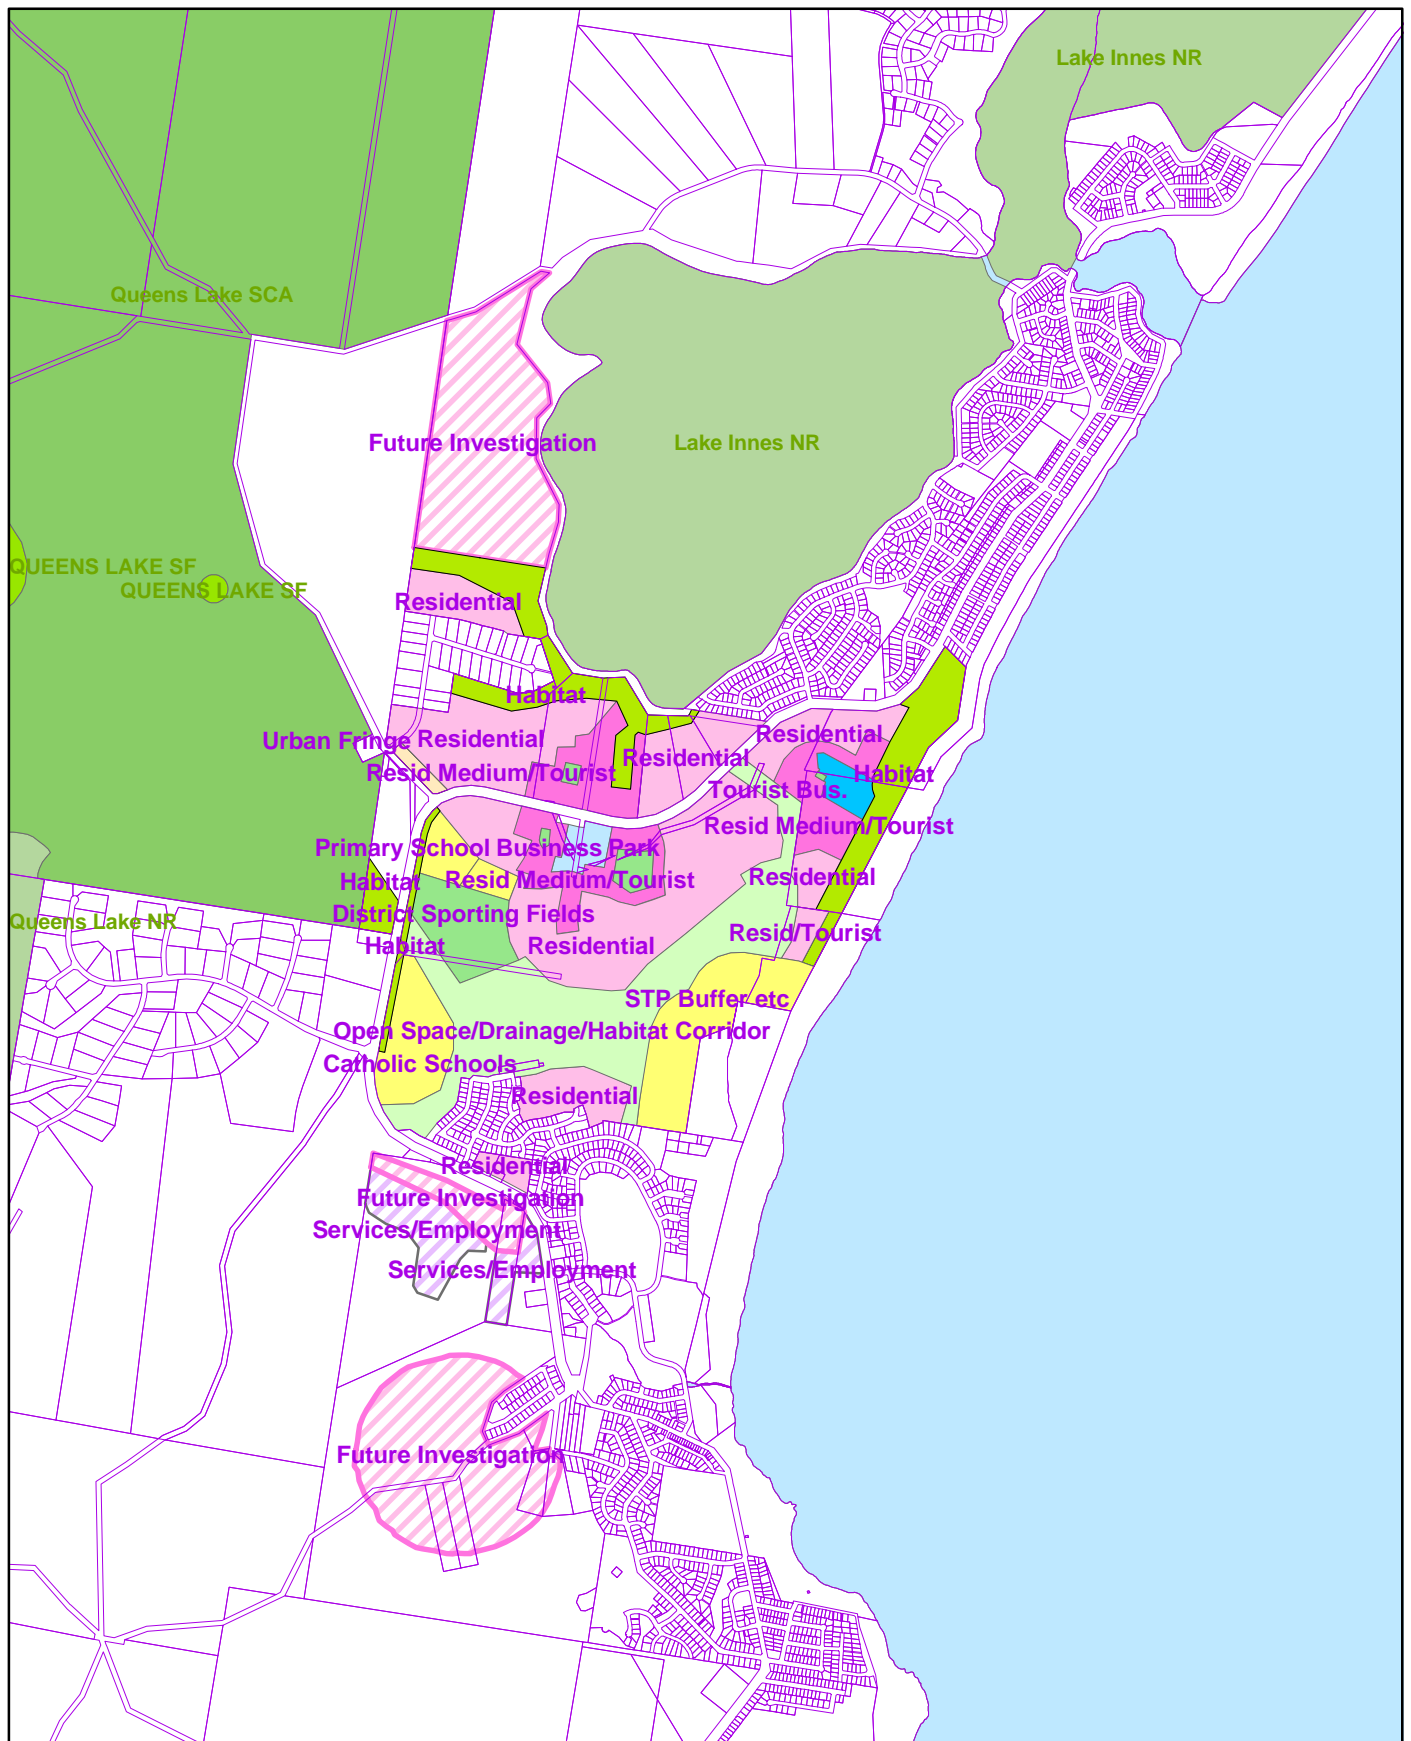 Lake Innes NR
Queens Lake SCA
Future Investigation
Lake Innes NR
QUEENS LAKE SF
QUEENS LAKE SF
Residential
Habitat
Residential
Urban Fringe
Residential
Residential
Resid Medium/Tourist
Habitat
Tourist Bus.
Resid Medium/Tourist
Primary School
Business Park
Habitat
Resid Medium/Tourist
Residential
District Sporting Fields
Queens Lake NR
Resid/Tourist
Habitat
Residential
STP Buffer etc
Open Space/Drainage/Habitat Corridor
Catholic Schools
Residential
Residential
Future Investigation
Services/Employment
Services/Employment
Future Investigation